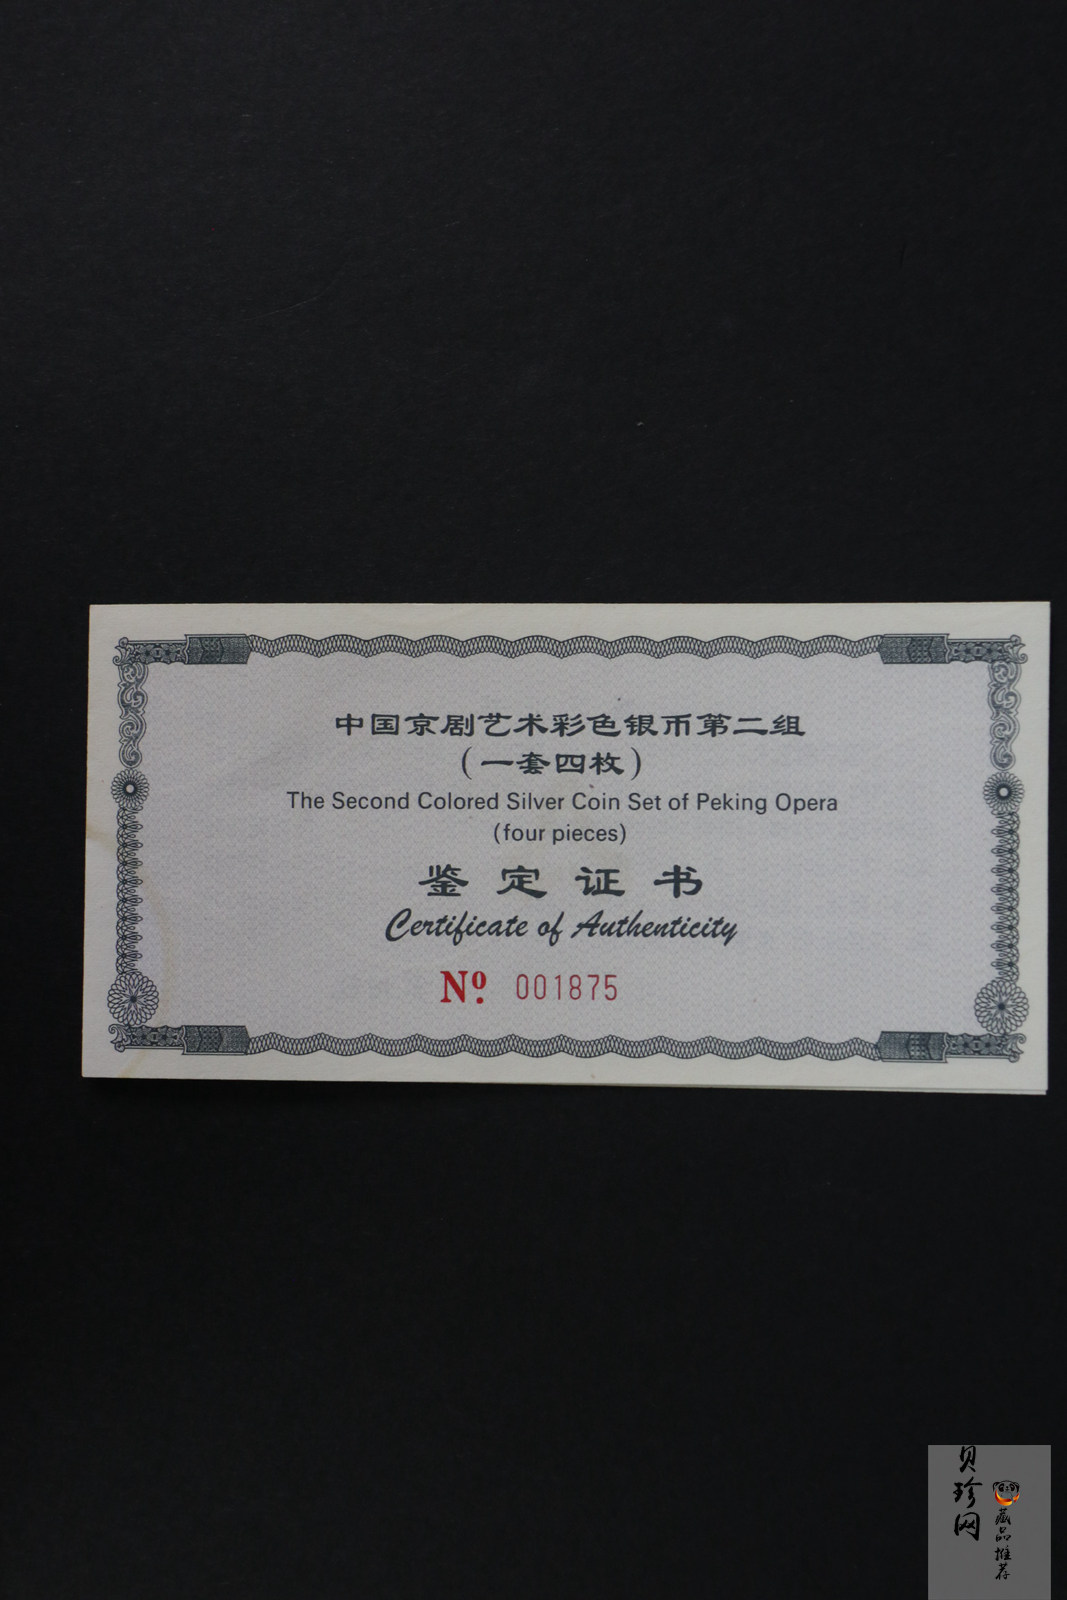 中国京剧艺术彩色银币第二组
(一套四枚)
The Second Colored Silver Coin Set of Peking Opera
(four pieces)
鉴定证书
Certificate of Authenticity
Nº. 001875
贝珍网
藏品推荐